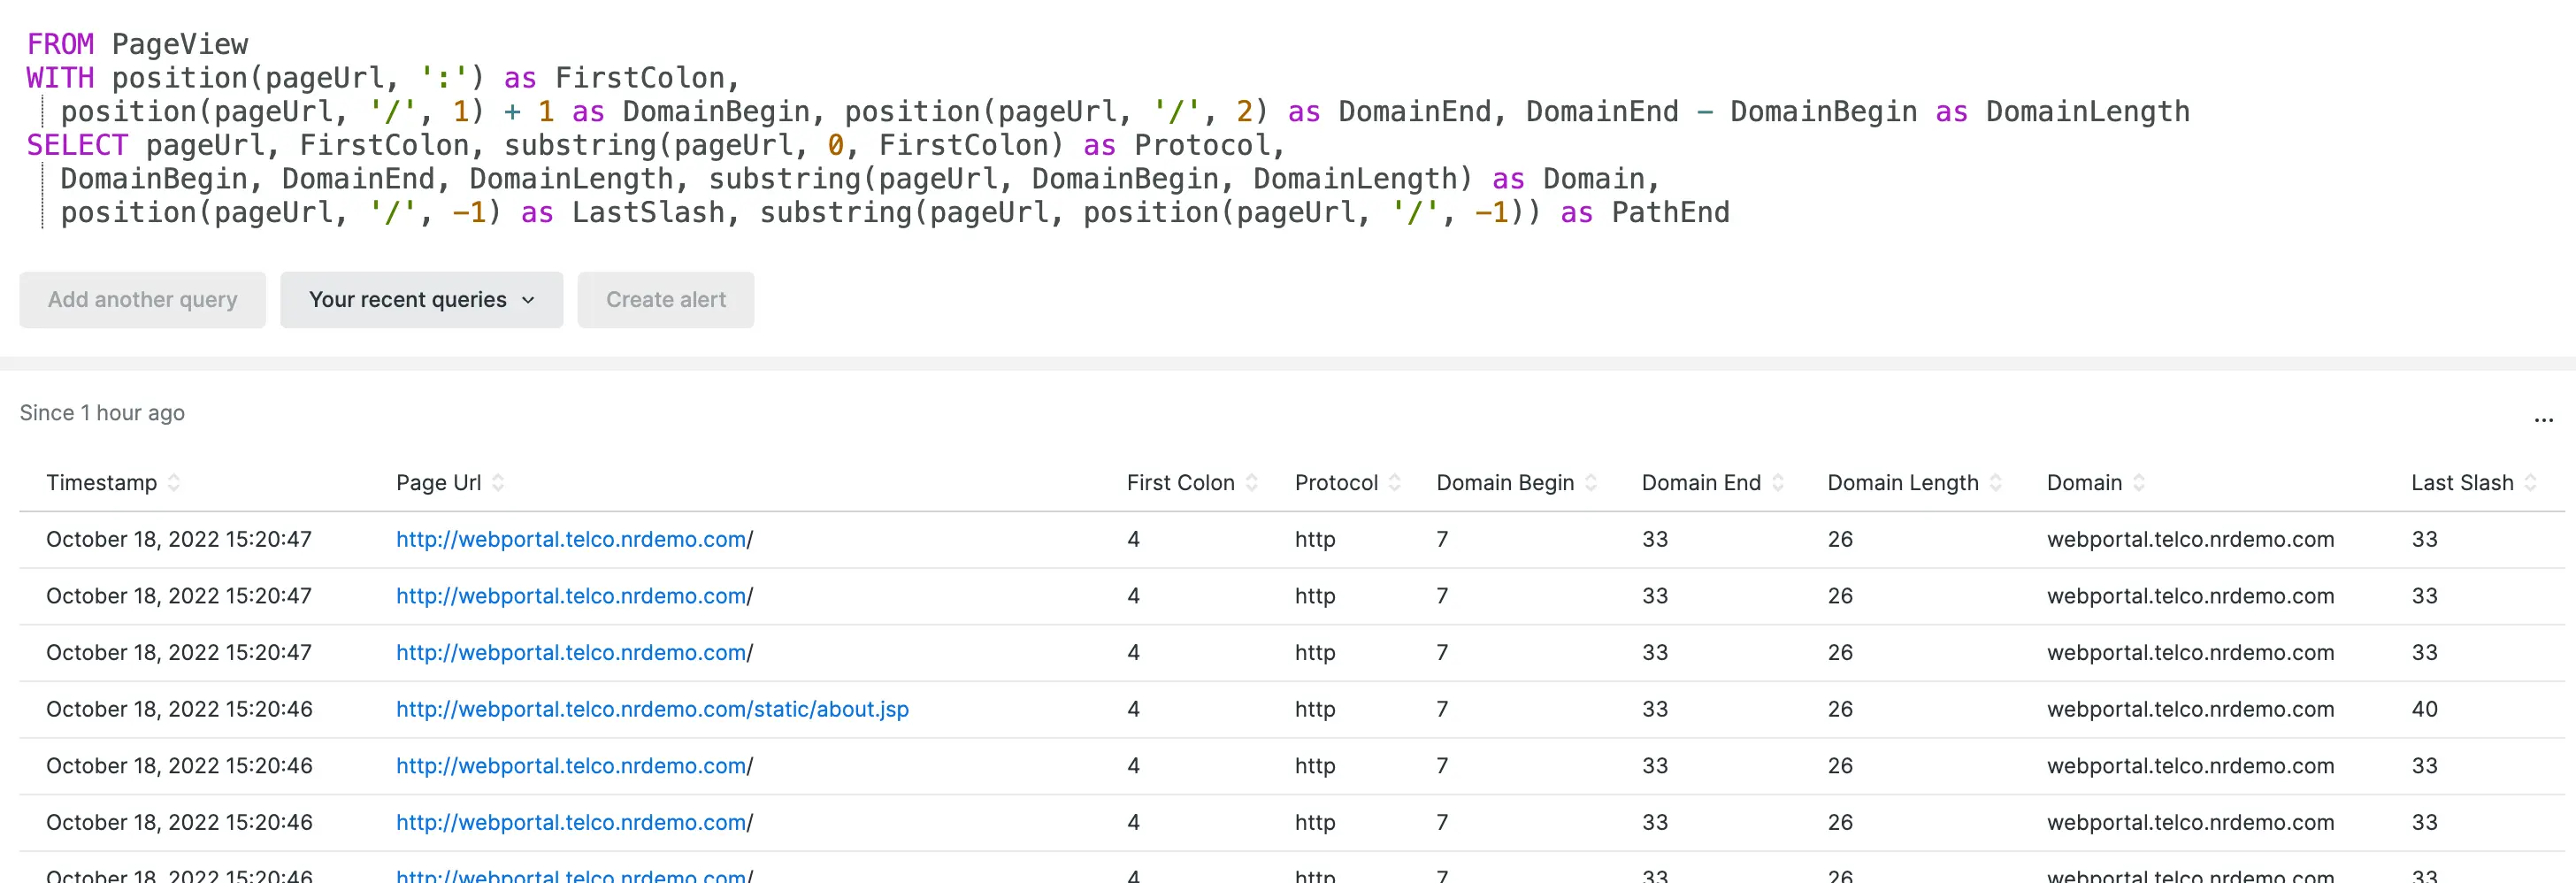 FROM PageView
WITH position(pageUrl, ':') as FirstColon,
position(pageUrl, '/', 1) + 1 as DomainBegin, position(pageUrl, '/', 2) as DomainEnd, DomainEnd - DomainBegin as DomainLength
SELECT pageUrl, FirstColon, substring(pageUrl, 0, FirstColon) as Protocol,
DomainBegin, DomainEnd, DomainLength, substring(pageUrl, DomainBegin, DomainLength) as Domain,
position(pageUrl, '/', -1) as LastSlash, substring(pageUrl, position(pageUrl, '/', -1)) as PathEnd
Add another query Your recent queries Create alert
Since 1 hour ago
...
Timestamp Page Url First Colon Protocol Domain Begin Domain End Domain Length Domain Last Slash
October 18, 2022 15:20:47 http://webportal.telco.nrdemo.com/ 4 http 7 33 26 webportal.telco.nrdemo.com 33
October 18, 2022 15:20:47 http://webportal.telco.nrdemo.com/ 4 http 7 33 26 webportal.telco.nrdemo.com 33
October 18, 2022 15:20:47 http://webportal.telco.nrdemo.com/ 4 http 7 33 26 webportal.telco.nrdemo.com 33
October 18, 2022 15:20:46 http://webportal.telco.nrdemo.com/static/about.jsp 4 http 7 33 26 webportal.telco.nrdemo.com 40
October 18, 2022 15:20:46 http://webportal.telco.nrdemo.com/ 4 http 7 33 26 webportal.telco.nrdemo.com 33
October 18, 2022 15:20:46 http://webportal.telco.nrdemo.com/ 4 http 7 33 26 webportal.telco.nrdemo.com 33
October 18, 2022 15:20:46 http://webportal.telco.nrdemo.com/ 4 http 7 33 26 webportal.telco.nrdemo.com 33